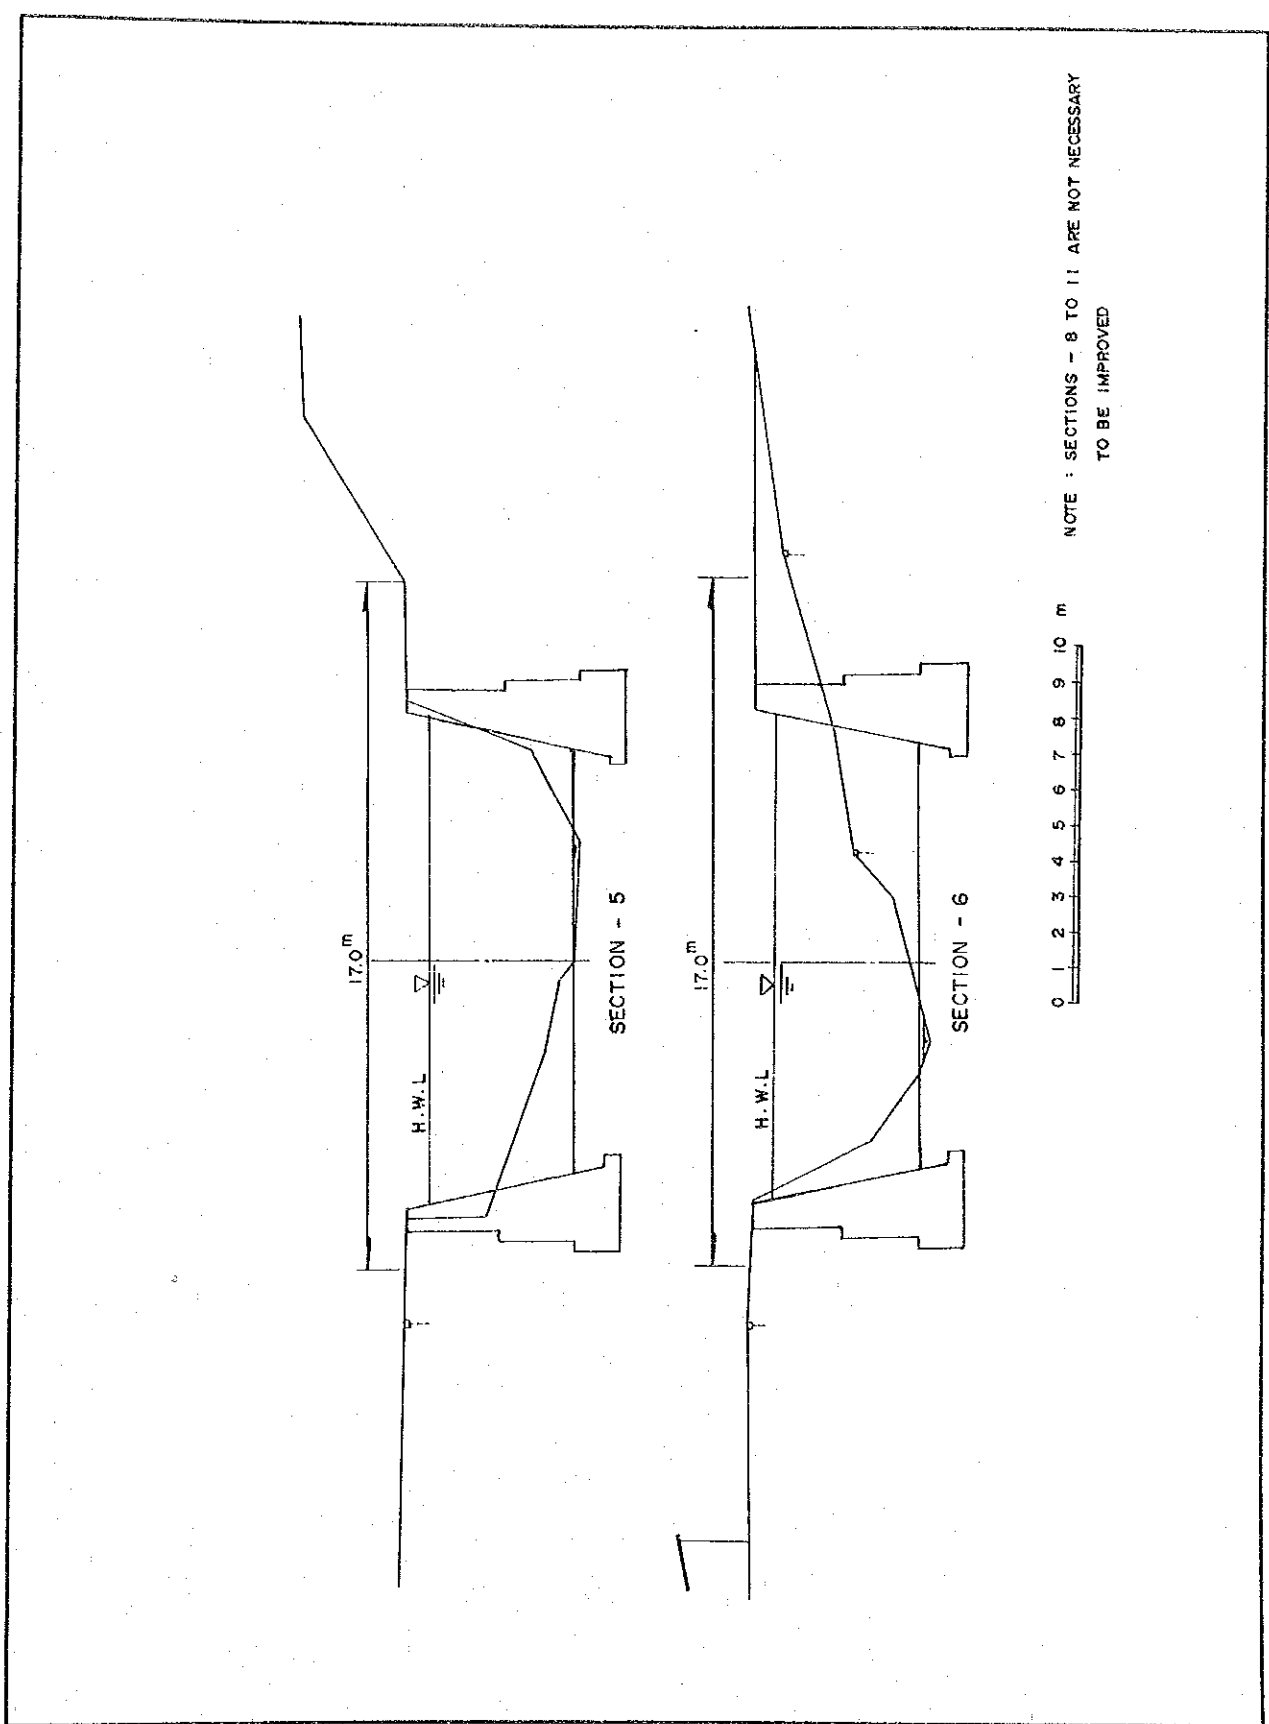 17.0m
H.W.L
SECTION - 5
17.0m
H.W.L
SECTION - 6
0 1 2 3 4 5 6 7 8 9 10 m
NOTE : SECTIONS - 8 TO 11 ARE NOT NECESSARY
TO BE IMPROVED